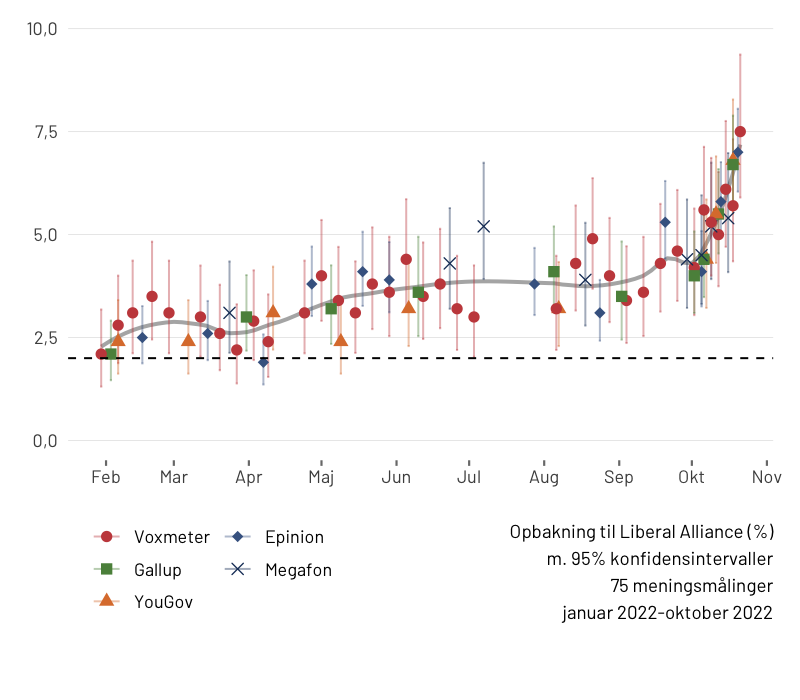 10,0
7,5
5,0
2,5
0,0
Feb Mar Apr Maj Jun Jul Aug Sep Okt Nov
Voxmeter
Gallup
YouGov
Epinion
Megafon
Opbakning til Liberal Alliance (%)
m. 95% konfidensintervaller
75 meningsmålinger
januar 2022-oktober 2022